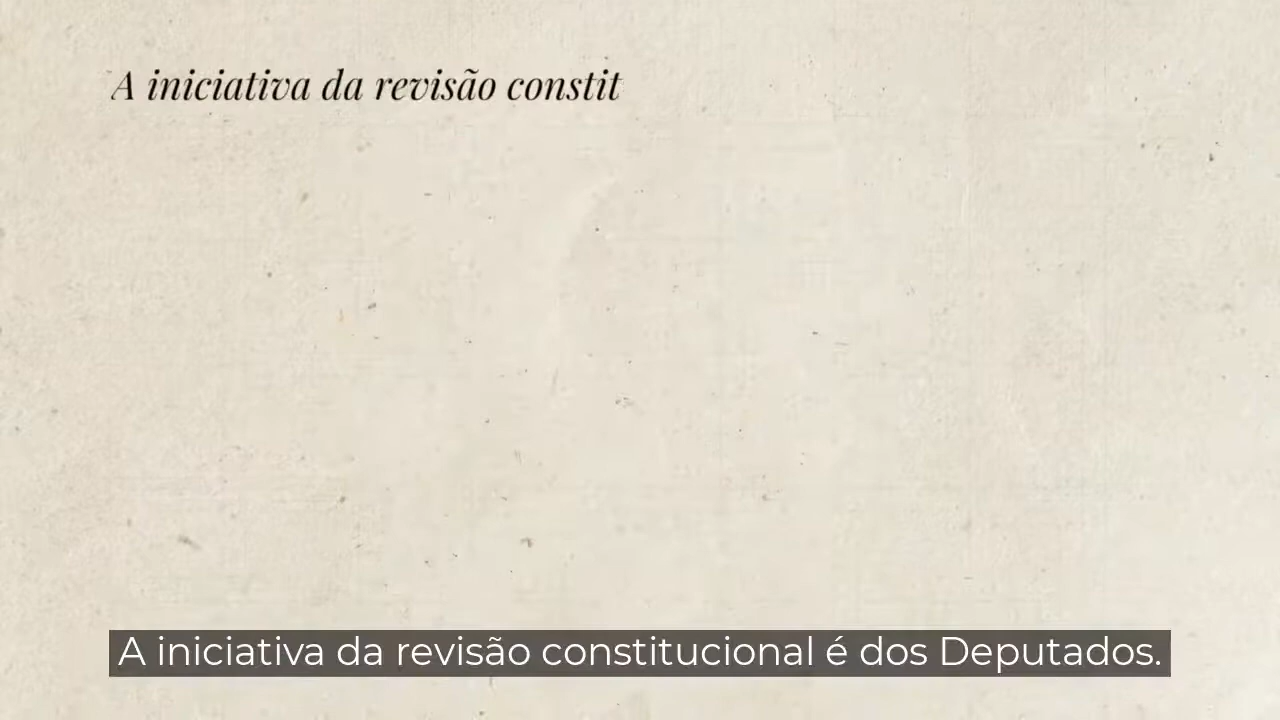 A iniciativa da revisão constit
A iniciativa da revisão constitucional é dos Deputados.